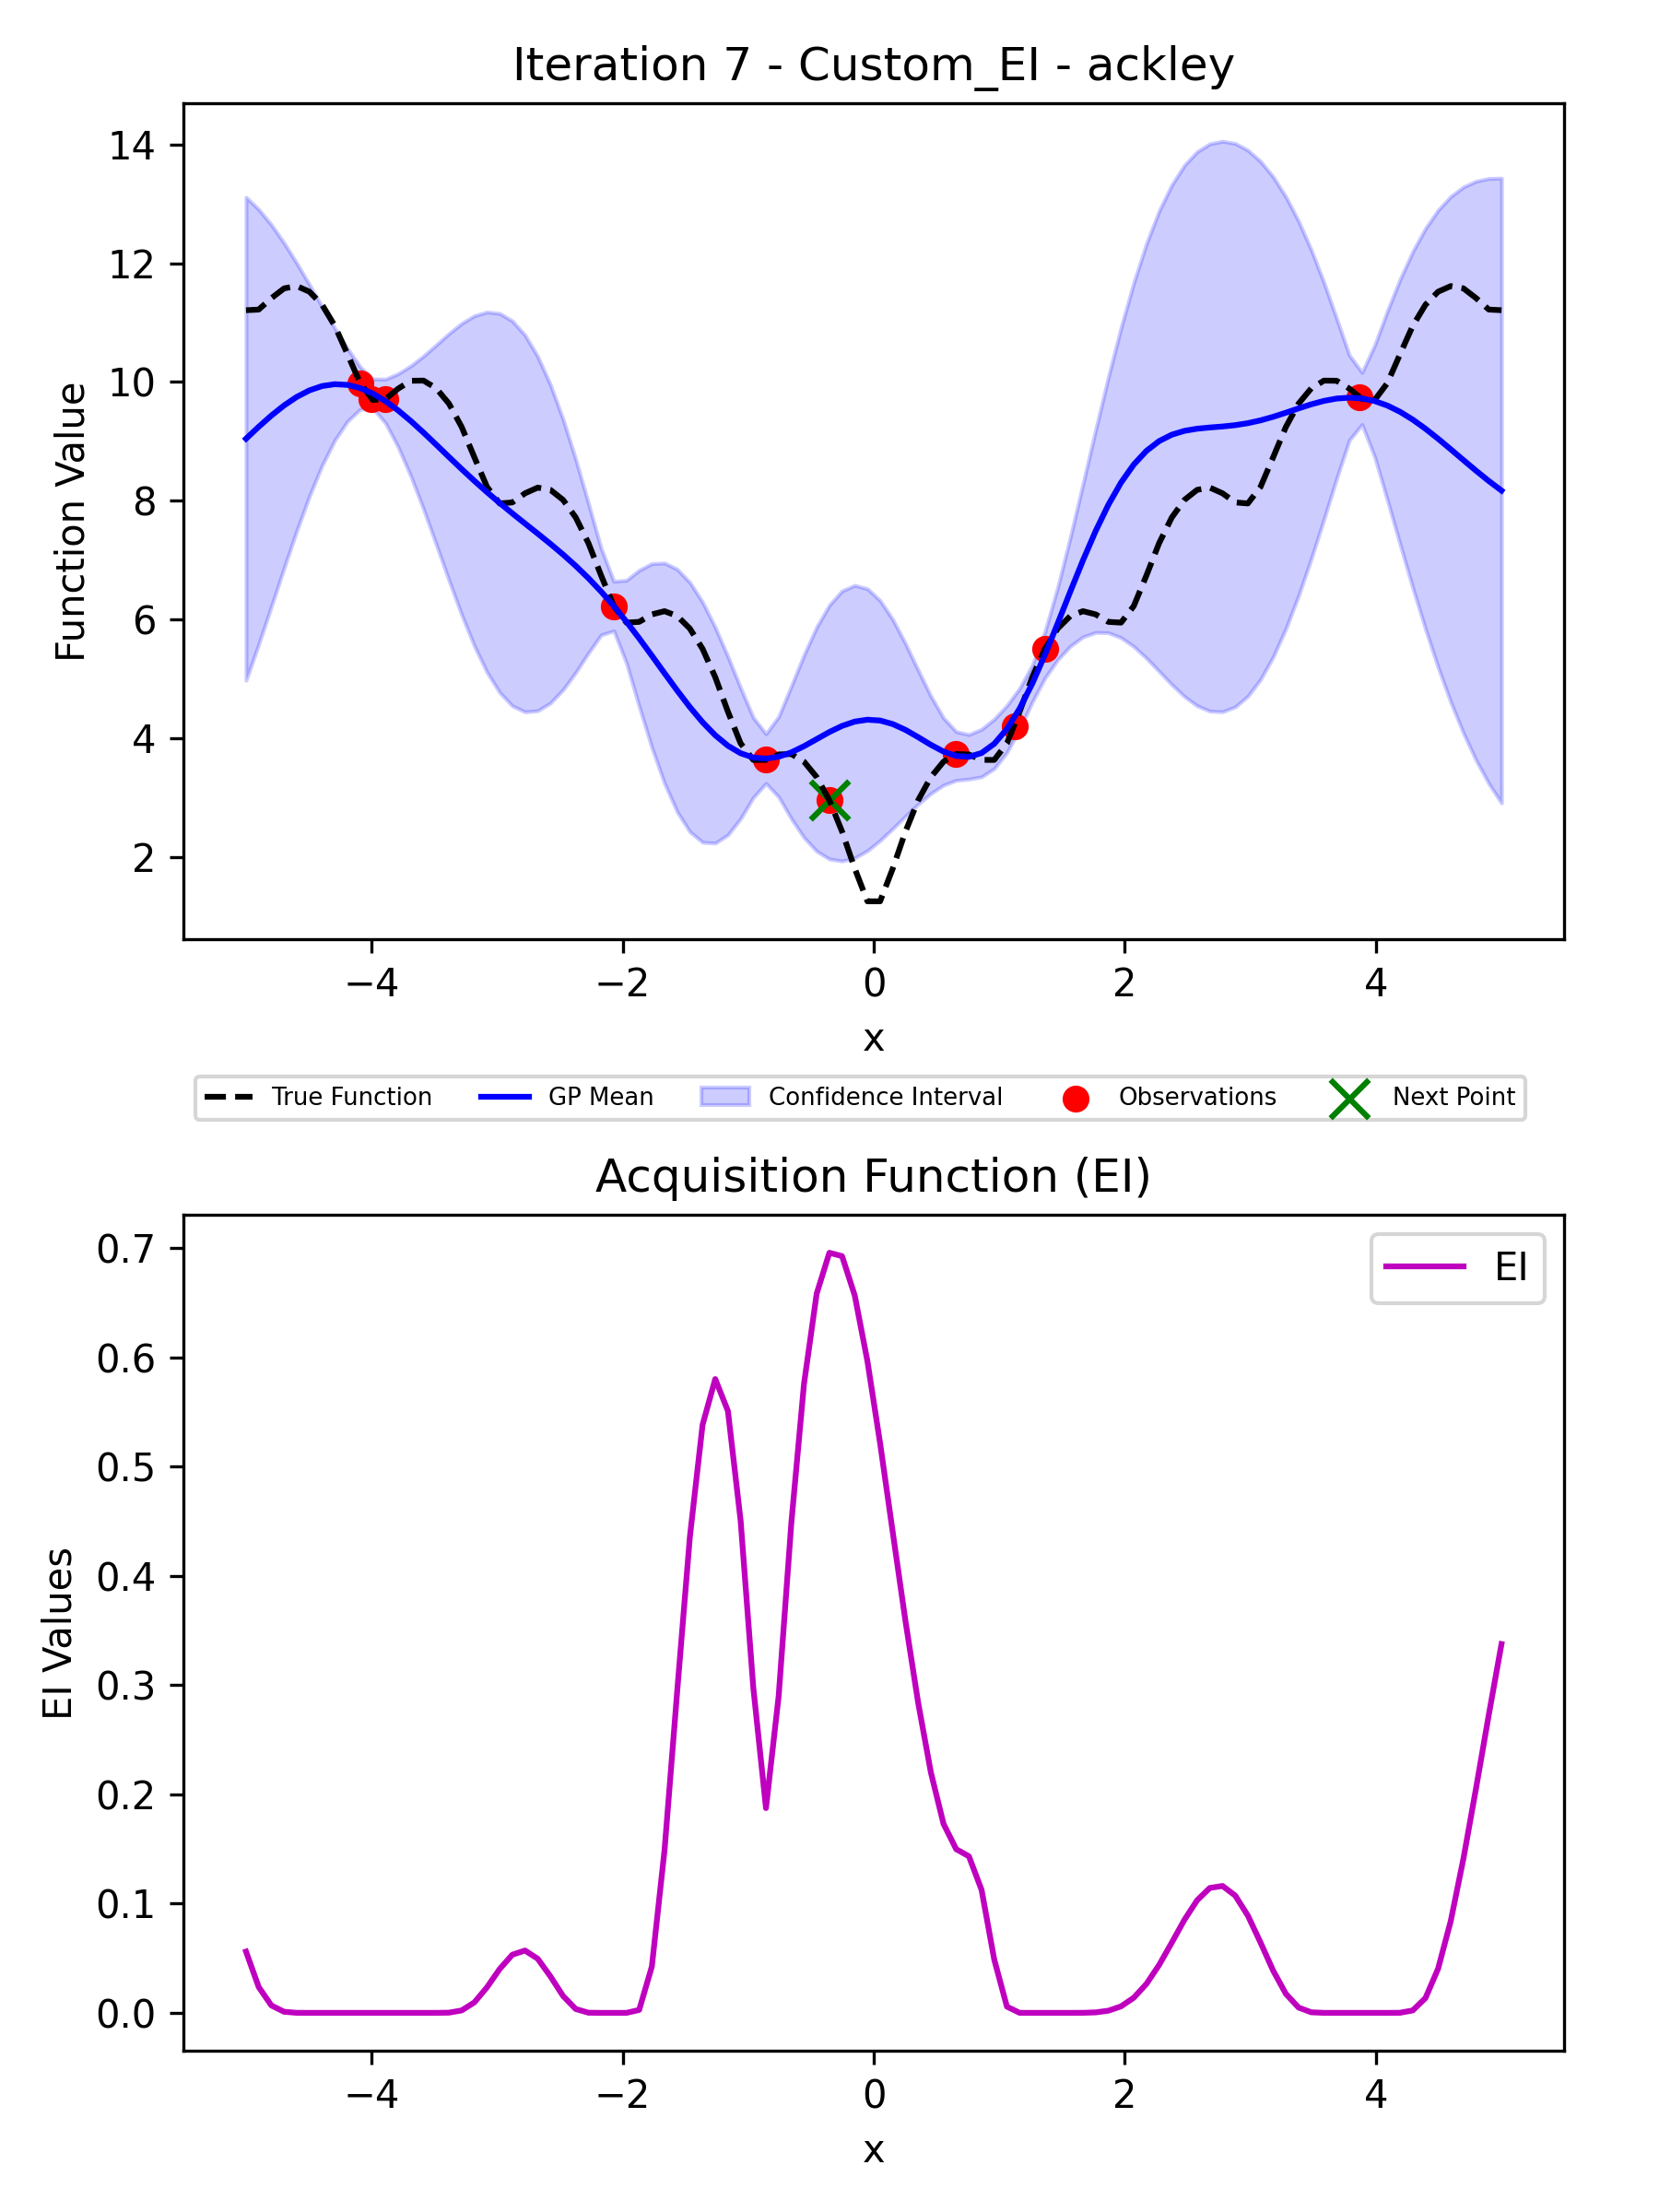 Iteration 7 - Custom_EI - ackley
14
12
10
8
6
4
2
Function Value
−4 −2 0 2 4
x
True Function GP Mean Confidence Interval Observations Next Point
Acquisition Function (EI)
EI
0.7
0.6
0.5
0.4
0.3
0.2
0.1
0.0
EI Values
−4 −2 0 2 4
x